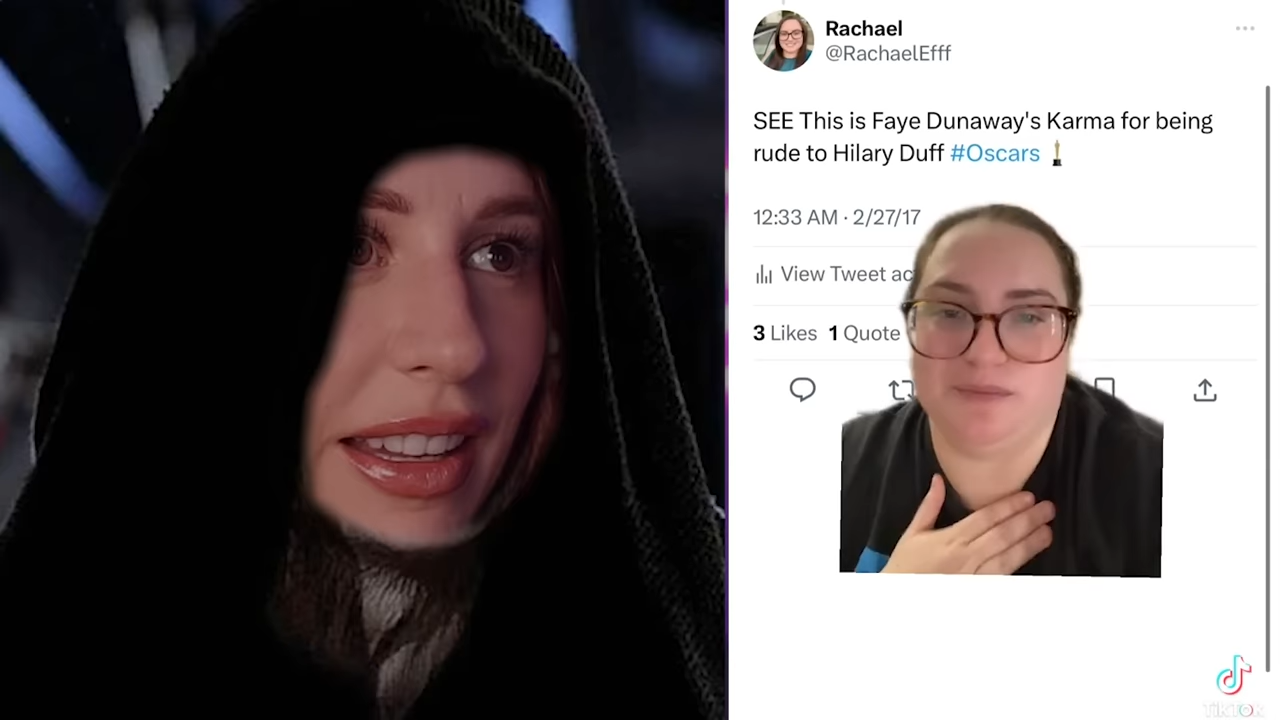 Rachael
@RachaelEfff
SEE This is Faye Dunaway's Karma for being
rude to Hilary Duff #Oscars
12:33 AM · 2/27/17
View Tweet ac
3 Likes 1 Quote
TikTok